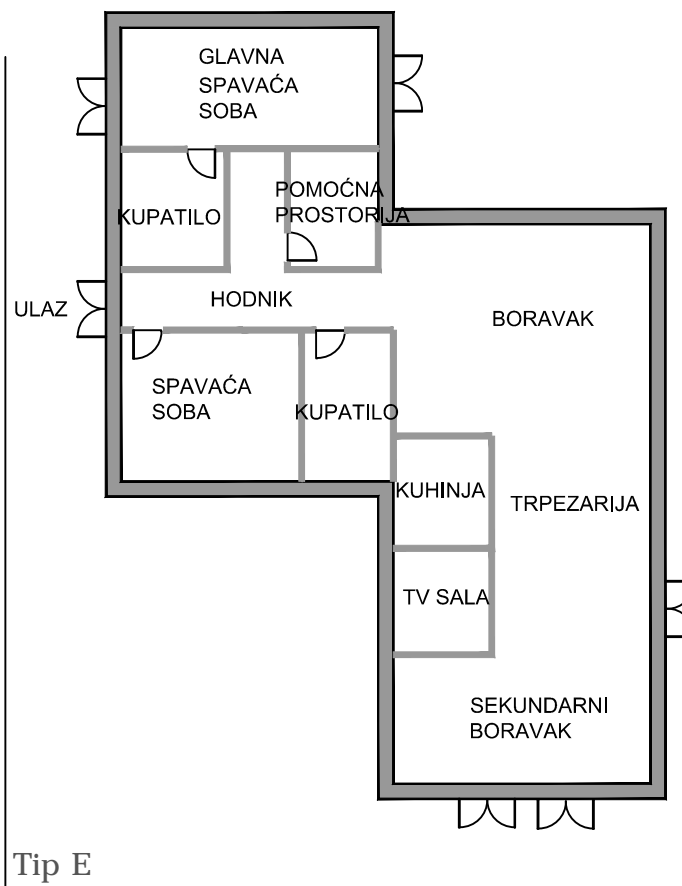 GLAVNA
SPAVAĆA
SOBA
KUPATILO
POMOĆNA
PROSTORIJA
ULAZ
HODNIK
BORAVAK
SPAVAĆA
SOBA
KUPATILO
KUHINJA
TRPEZARIJA
TV SALA
SEKUNDARNI
BORAVAK
Tip E